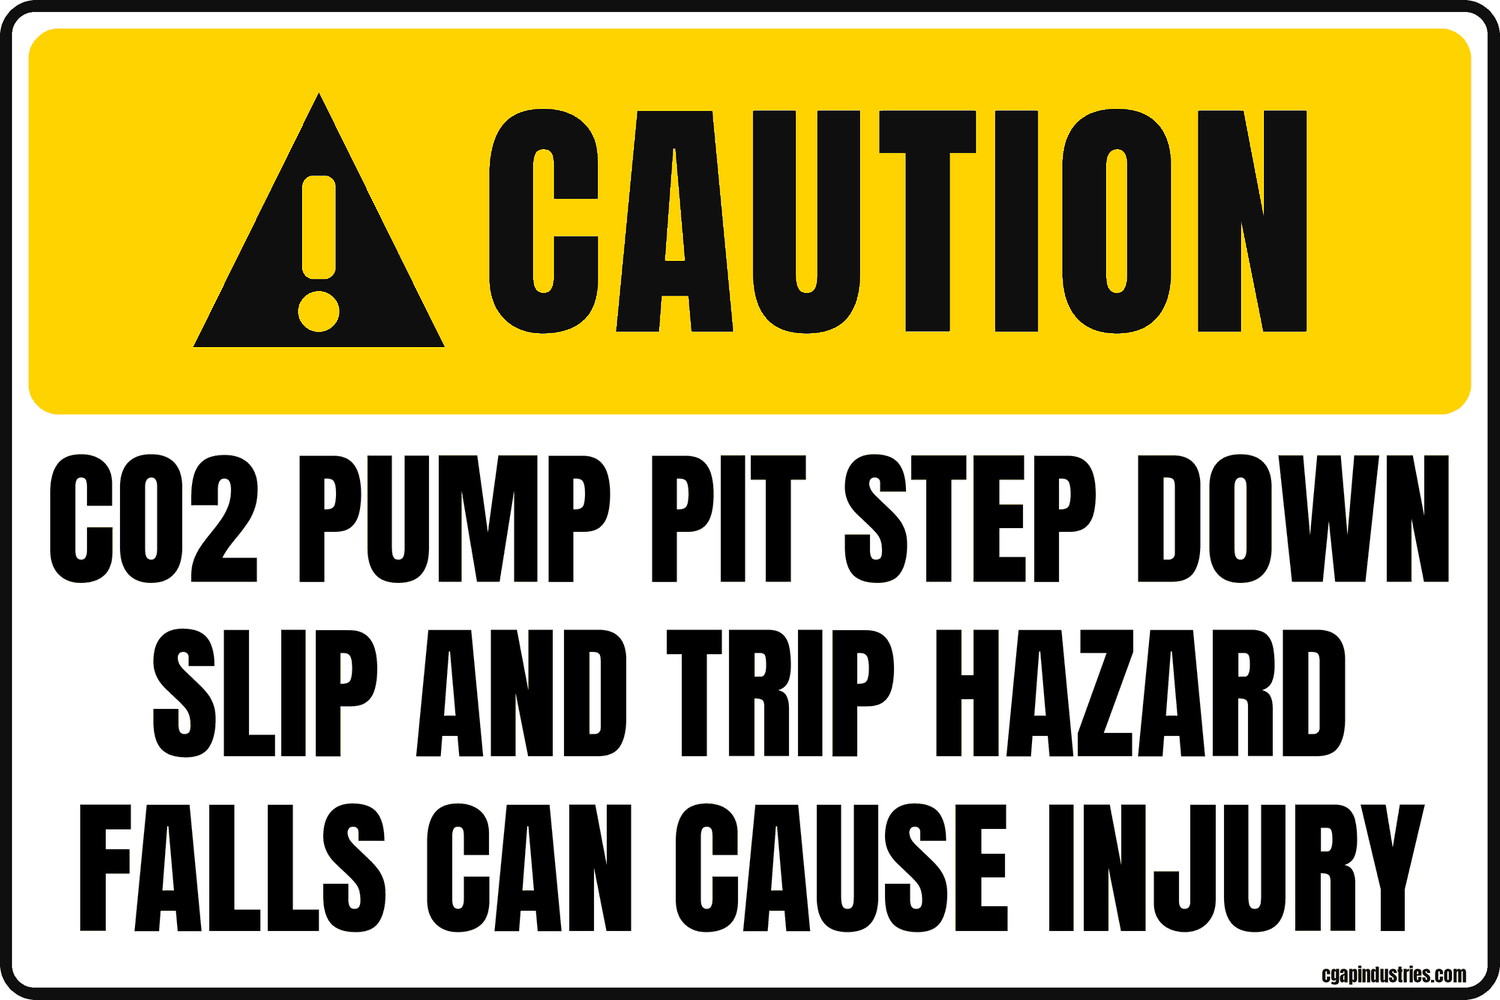 CAUTION
CO2 PUMP PIT STEP DOWN
SLIP AND TRIP HAZARD
FALLS CAN CAUSE INJURY
cgapindustries.com